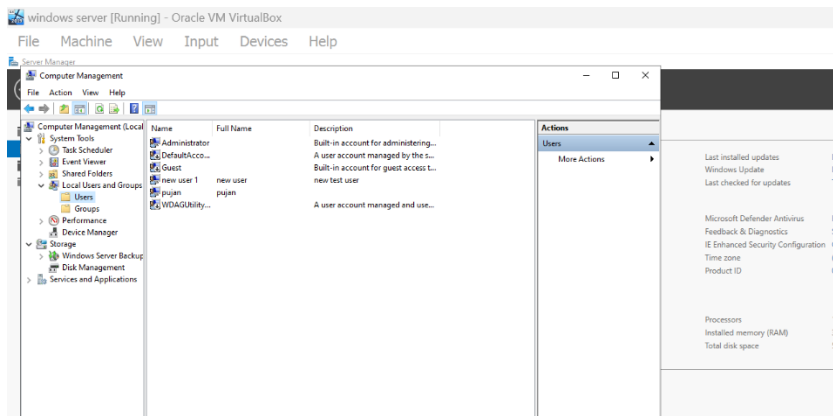 windows server [Running] - Oracle VM VirtualBox
File Machine View Input Devices Help
Server Manager
Computer Management
File Action View Help
Computer Management (Local
System Tools
Task Scheduler
Event Viewer
Shared Folders
Local Users and Groups
Users
Groups
Performance
Device Manager
Storage
Windows Server Backup
Disk Management
Services and Applications
Name Full Name Description
Administrator Built-in account for administering...
DefaultAcco... A user account managed by the s...
Guest Built-in account for guest access t...
new user 1 new user new test user
pujan pujan
WDAGUtility... A user account managed and use...
Actions
Users
More Actions
Last installed updates
Windows Update
Last checked for updates
Microsoft Defender Antivirus
Feedback & Diagnostics
IE Enhanced Security Configuration
Time zone
Product ID
Processors
Installed memory (RAM)
Total disk space